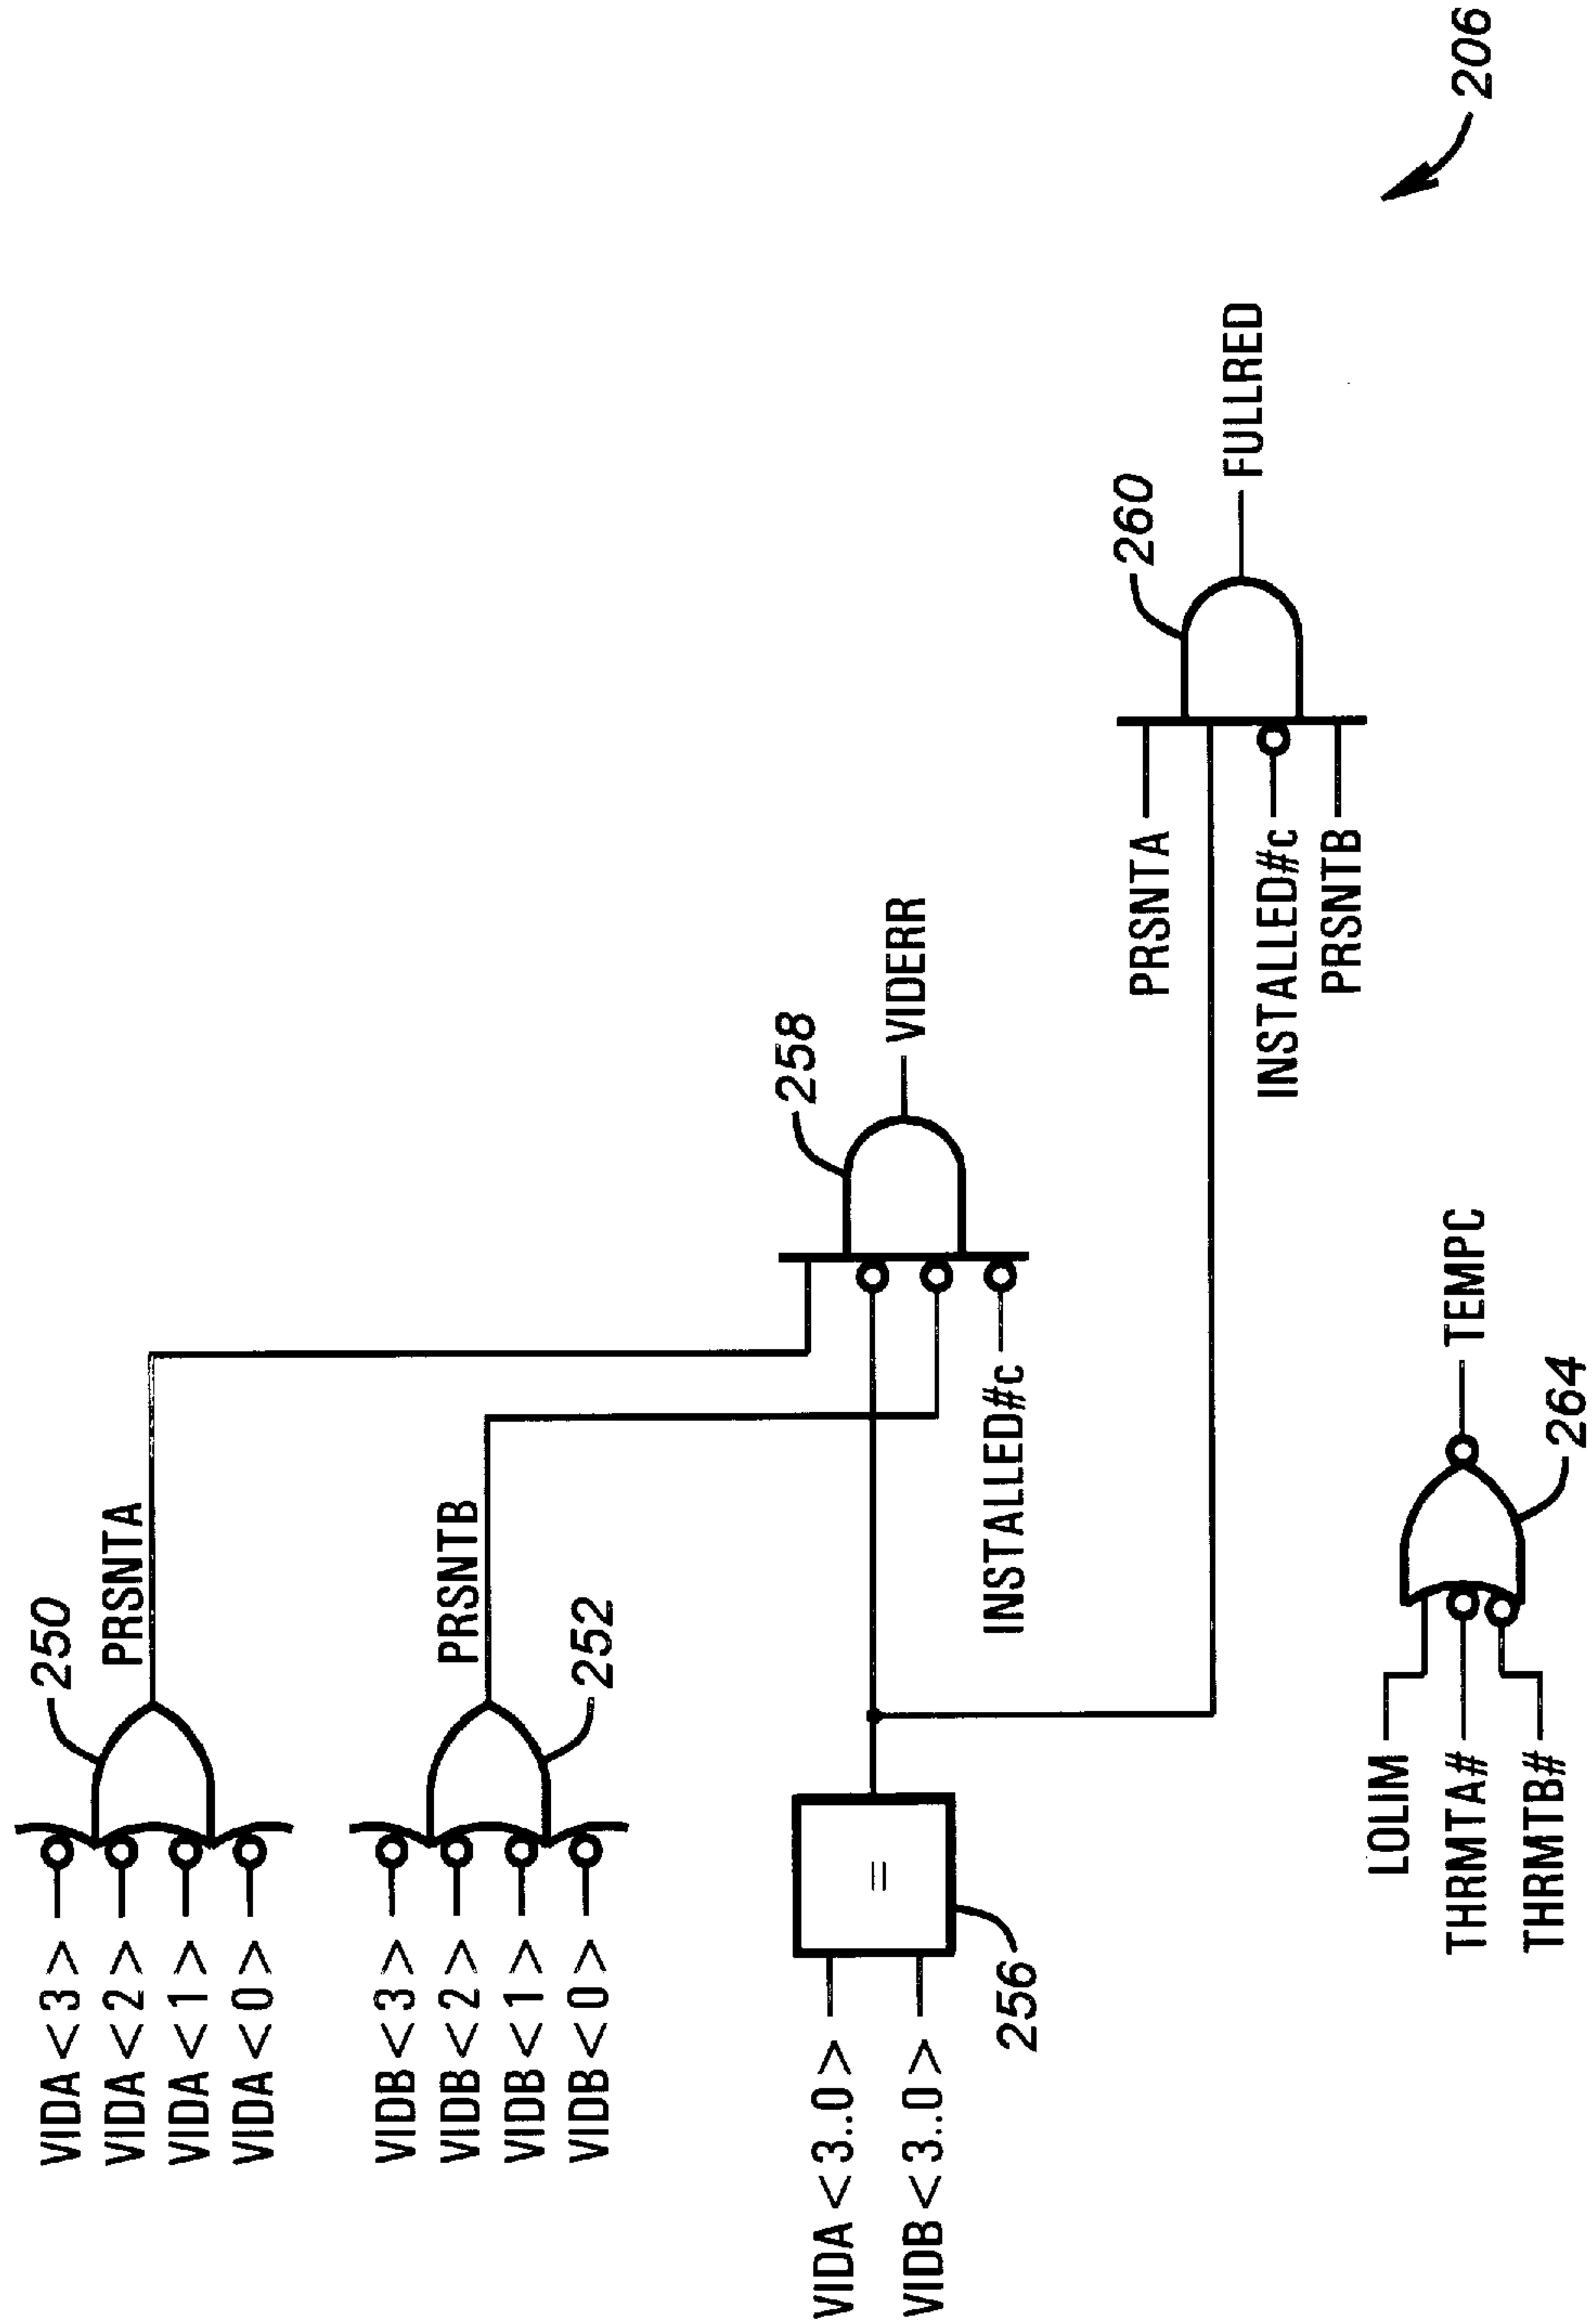 VIDA<3>
VIDA<2>
VIDA<1>
VIDA<0>
250
PRSNTA
VIDB<3>
VIDB<2>
VIDB<1>
VIDB<0>
252
PRSNTB
VIDA<3..0>
VIDB<3..0>
=
256
INSTALLED#c
258
VIDERR
PRSNTA
INSTALLED#c
PRSNTB
260
FULLRED
LOLIM
THRMTA#
THRMTB#
264
TEMPC
206